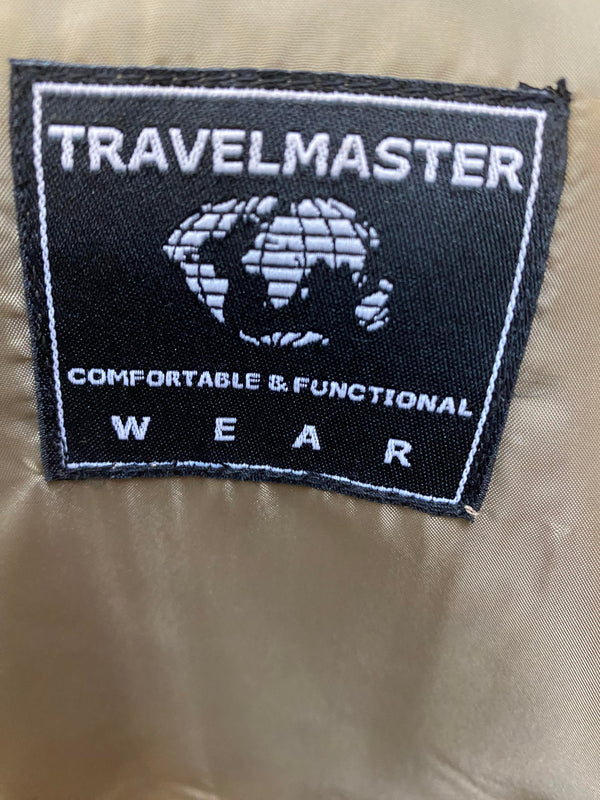 TRAVELMASTER
COMFORTABLE & FUNCTIONAL
WEAR